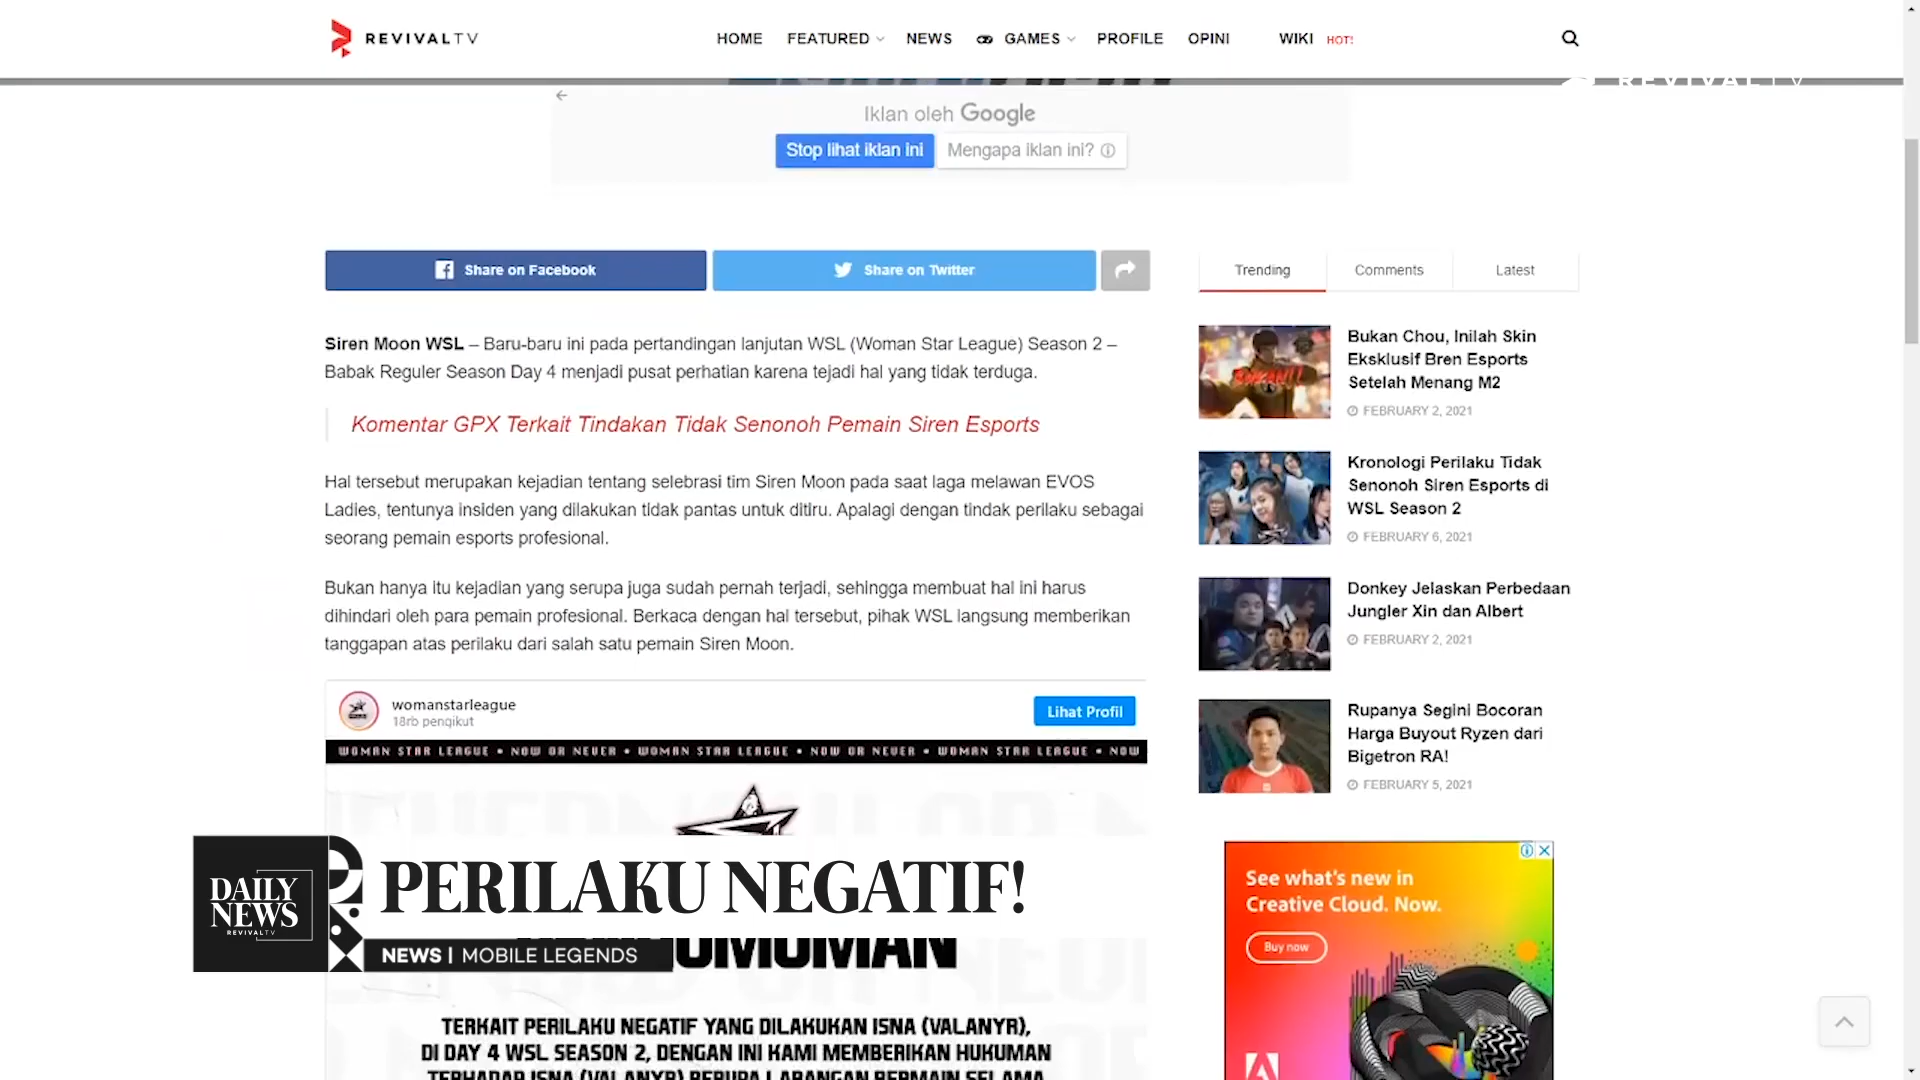 REVIVALTV
HOME
FEATURED
NEWS
GAMES
PROFILE
OPINI
WIKI HOT!
REVIVALTV
Iklan oleh Google
Stop lihat iklan ini
Mengapa iklan ini?
Share on Facebook
Share on Twitter
Siren Moon WSL – Baru-baru ini pada pertandingan lanjutan WSL (Woman Star League) Season 2 –
Babak Reguler Season Day 4 menjadi pusat perhatian karena tejadi hal yang tidak terduga.
Komentar GPX Terkait Tindakan Tidak Senonoh Pemain Siren Esports
Hal tersebut merupakan kejadian tentang selebrasi tim Siren Moon pada saat laga melawan EVOS
Ladies, tentunya insiden yang dilakukan tidak pantas untuk ditiru. Apalagi dengan tindak perilaku sebagai
seorang pemain esports profesional.
Bukan hanya itu kejadian yang serupa juga sudah pernah terjadi, sehingga membuat hal ini harus
dihindari oleh para pemain profesional. Berkaca dengan hal tersebut, pihak WSL langsung memberikan
tanggapan atas perilaku dari salah satu pemain Siren Moon.
womanstarleague
18rb pengikut
Lihat Profil
WOMAN STAR LEAGUE • NOW OR NEVER • WOMAN STAR LEAGUE • NOW OR NEVER • WOMAN STAR LEAGUE • NOW
TERKAIT PERILAKU NEGATIF YANG DILAKUKAN ISNA (VALANYR),
DI DAY 4 WSL SEASON 2, DENGAN INI KAMI MEMBERIKAN HUKUMAN
TERHADAP ISNA (VALANYR) BERUPA LARANGAN BERMAIN SELAMA
DAILY
NEWS
REVIVALTV
PERILAKU NEGATIF!
NEWS | MOBILE LEGENDS
Trending
Comments
Latest
BUKAN!!
Bukan Chou, Inilah Skin
Eksklusif Bren Esports
Setelah Menang M2
FEBRUARY 2, 2021
Kronologi Perilaku Tidak
Senonoh Siren Esports di
WSL Season 2
FEBRUARY 6, 2021
Donkey Jelaskan Perbedaan
Jungler Xin dan Albert
FEBRUARY 2, 2021
Rupanya Segini Bocoran
Harga Buyout Ryzen dari
Bigetron RA!
FEBRUARY 5, 2021
See what's new in
Creative Cloud. Now.
Buy now